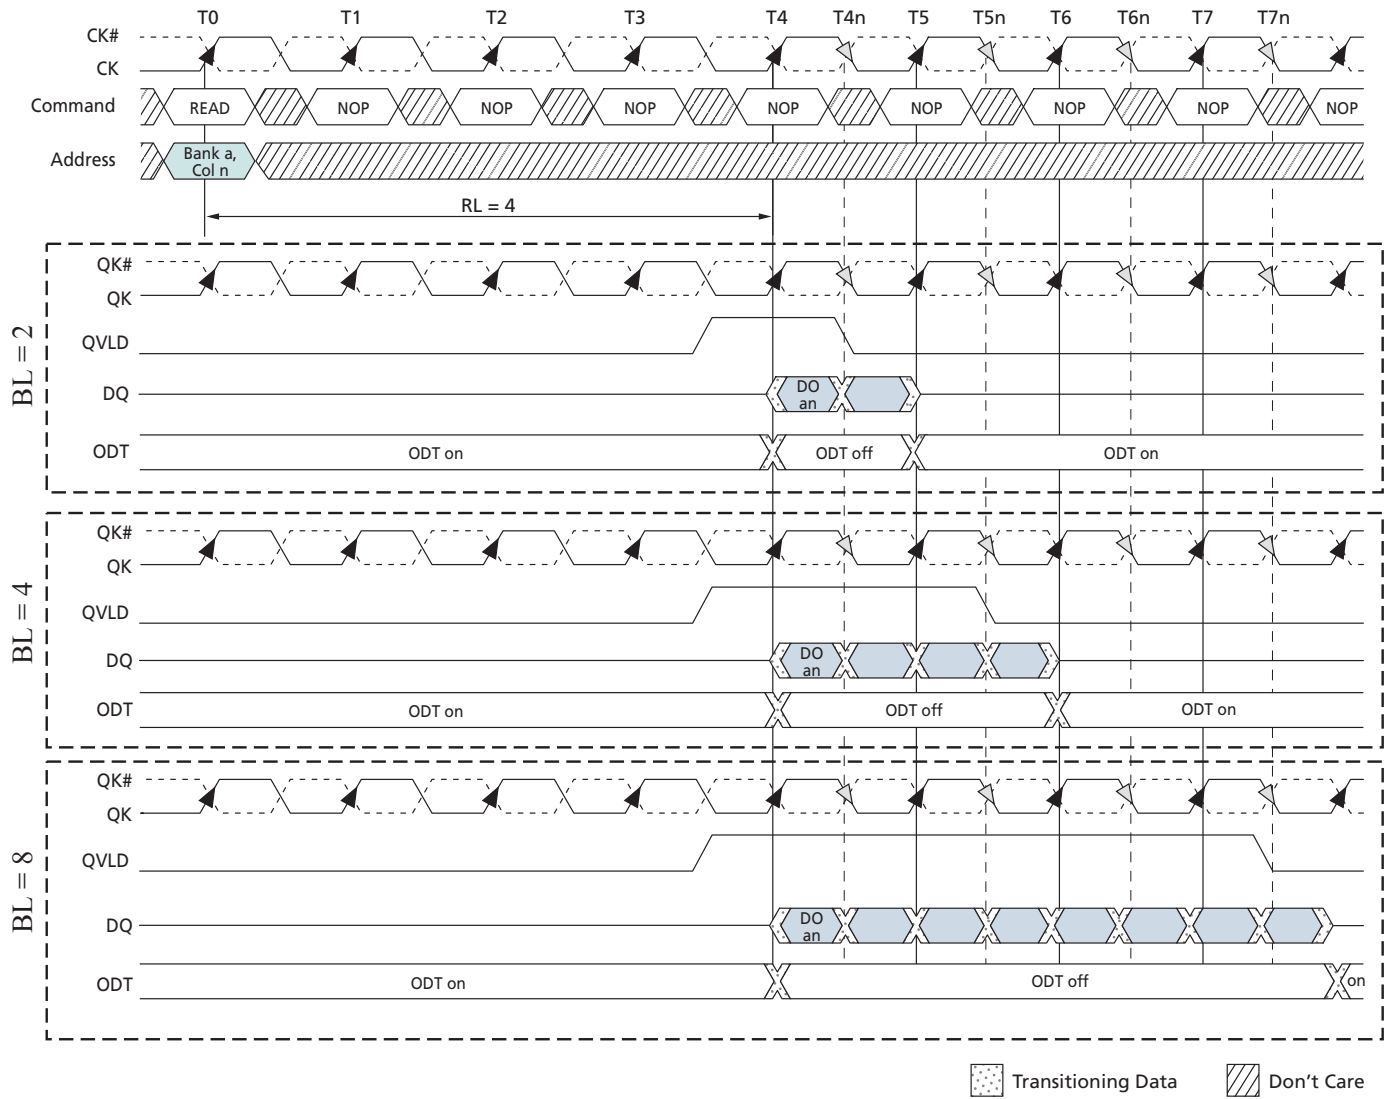 T0 T1 T2 T3 T4 T4n T5 T5n T6 T6n T7 T7n
CK#
CK
Command READ NOP NOP NOP NOP NOP NOP NOP NOP
Address Bank a,
Col n
RL = 4
BL = 2
QK#
QK
QVLD
DQ DO
an
ODT ODT on ODT off ODT on
BL = 4
QK#
QK
QVLD
DQ DO
an
ODT ODT on ODT off ODT on
BL = 8
QK#
QK
QVLD
DQ DO
an
ODT ODT on ODT off on
Transitioning Data Don't Care